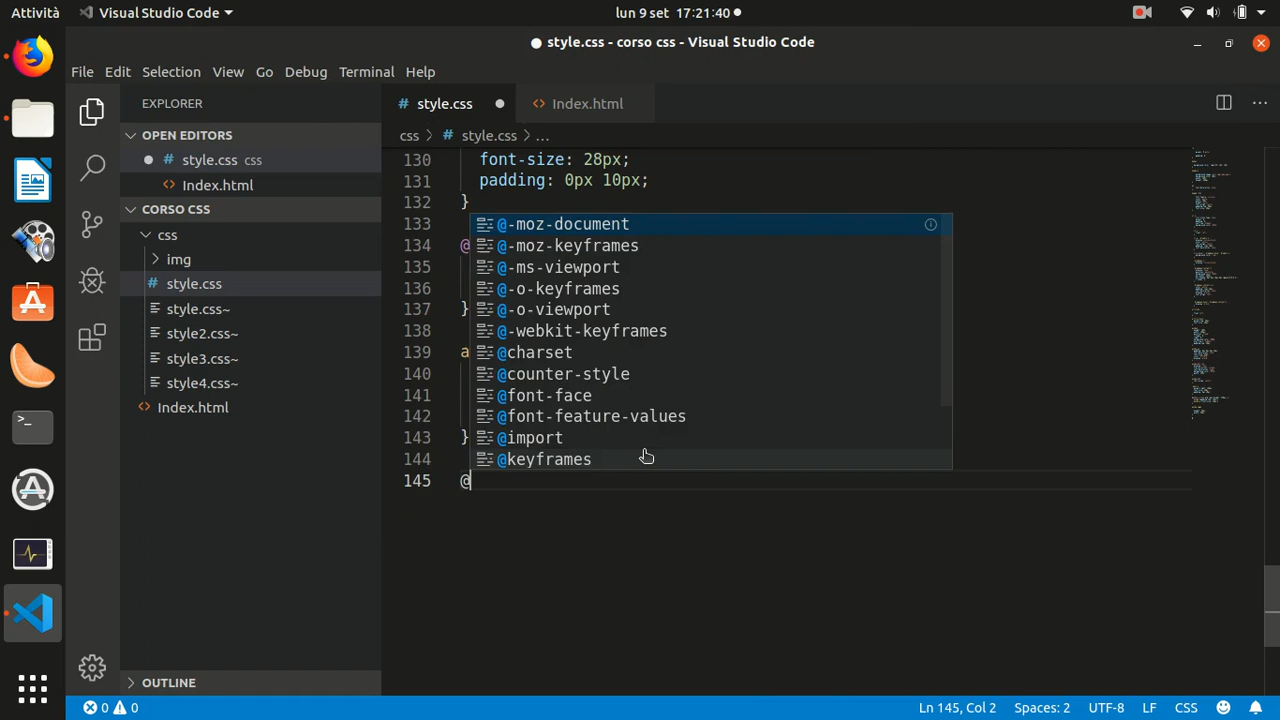 Attività Visual Studio Code lun 9 set 17:21:40
style.css - corso css - Visual Studio Code
File Edit Selection View Go Debug Terminal Help
EXPLORER
OPEN EDITORS
# style.css css
<> Index.html
CORSO CSS
css
img
# style.css
style.css~
style2.css~
style3.css~
style4.css~
<> Index.html
OUTLINE
# style.css <> Index.html
css > # style.css > ...
130 font-size: 28px;
131 padding: 0px 10px;
132 }
133 @-moz-document
134 @ @-moz-keyframes
135 @-ms-viewport
136 @-o-keyframes
137 } @-o-viewport
138 @-webkit-keyframes
139 a @charset
140 @counter-style
141 @font-face
142 @font-feature-values
143 } @import
144 @keyframes
145 @
0 0 Ln 145, Col 2 Spaces: 2 UTF-8 LF CSS